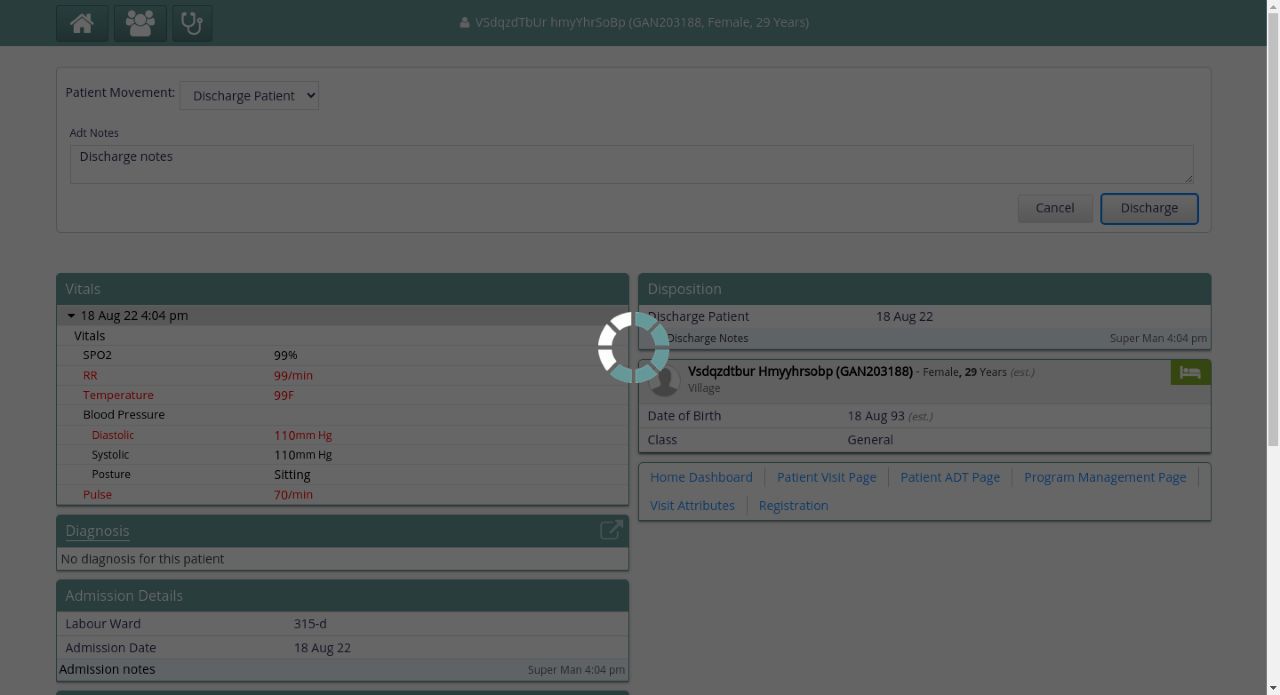 VSdqzdTbUr hmyYhrSoBp (GAN203188, Female, 29 Years)
Patient Movement: Discharge Patient
Adt Notes
Discharge notes
Cancel Discharge
Vitals
18 Aug 22 4:04 pm
Vitals
SPO2 99%
RR 99/min
Temperature 99F
Blood Pressure
Diastolic 110mm Hg
Systolic 110mm Hg
Posture Sitting
Pulse 70/min
Diagnosis
No diagnosis for this patient
Admission Details
Labour Ward 315-d
Admission Date 18 Aug 22
Admission notes Super Man 4:04 pm
Disposition
Discharge Patient 18 Aug 22
Discharge Notes Super Man 4:04 pm
Vsdqzdtbur Hmyyhrsobp (GAN203188) - Female, 29 Years (est.)
Village
Date of Birth 18 Aug 93 (est.)
Class General
Home Dashboard Patient Visit Page Patient ADT Page Program Management Page
Visit Attributes Registration